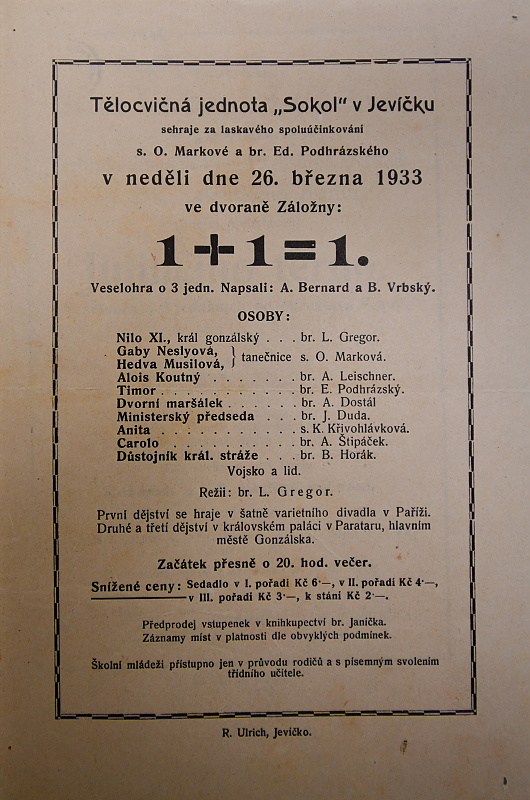 Tělocvičná jednota „Sokol" v Jevíčku
sehraje za laskavého spoluúčinkování
s. O. Markové a br. Ed. Podhrázského
v neděli dne 26. března 1933
ve dvoraně Záložny:
1+1=1.
Veselohra o 3 jedn. Napsali: A. Bernard a B. Vrbský.
OSOBY:
Nilo XI., král gonzálský . . . br. L. Gregor.
Gaby Neslyová,
Hedva Musilová, } tanečnice s. O. Marková.
Alois Koutný . . . . . . . br. A. Leischner.
Timor . . . . . . . . . . . br. E. Podhrázský.
Dvorní maršálek . . . . . . br. A. Dostál
Ministerský předseda . . . br. J. Duda.
Anita . . . . . . . . . . . s. K. Křivohlávková.
Carolo . . . . . . . . . . br. A. Štipáček.
Důstojník král. stráže . . . br. B. Horák.
Vojsko a lid.
Režii: br. L. Gregor.
První dějství se hraje v šatně varietního divadla v Paříži.
Druhé a třetí dějství v královském paláci v Parataru, hlavním
městě Gonzálska.
Začátek přesně o 20. hod. večer.
Snížené ceny: Sedadlo v I. pořadí Kč 6·—, v II. pořadí Kč 4·—,
v III. pořadí Kč 3·—, k stání Kč 2·—.
Předprodej vstupenek v knihkupectví br. Janíčka.
Záznamy míst v platnosti dle obvyklých podmínek.
Školní mládeži přístupno jen v průvodu rodičů a s písemným svolením
třídního učitele.
R. Ulrich, Jevíčko.